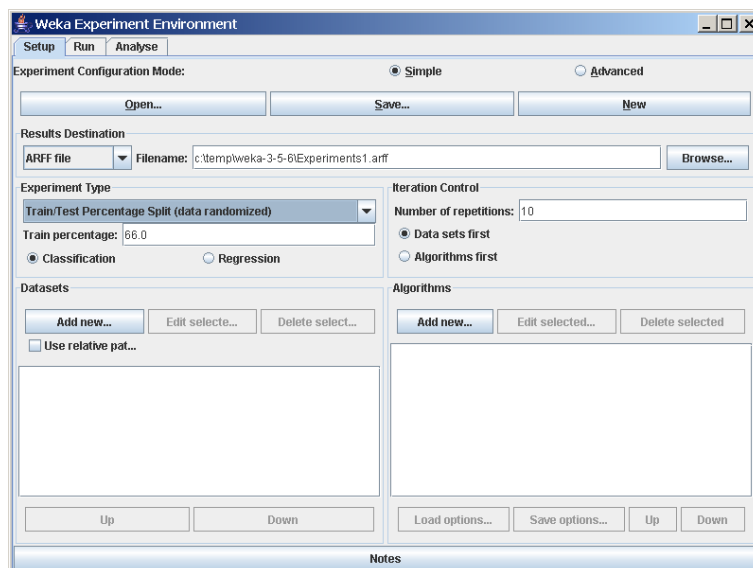 Weka Experiment Environment
Setup Run Analyse
Experiment Configuration Mode: Simple Advanced
Open... Save... New
Results Destination
ARFF file Filename: c:\temp\weka-3-5-6\Experiments1.arff Browse...
Experiment Type
Train/Test Percentage Split (data randomized)
Train percentage: 66.0
Classification Regression
Iteration Control
Number of repetitions: 10
Data sets first
Algorithms first
Datasets
Add new... Edit selecte... Delete select...
Use relative pat...
Up Down
Algorithms
Add new... Edit selected... Delete selected
Load options... Save options... Up Down
Notes